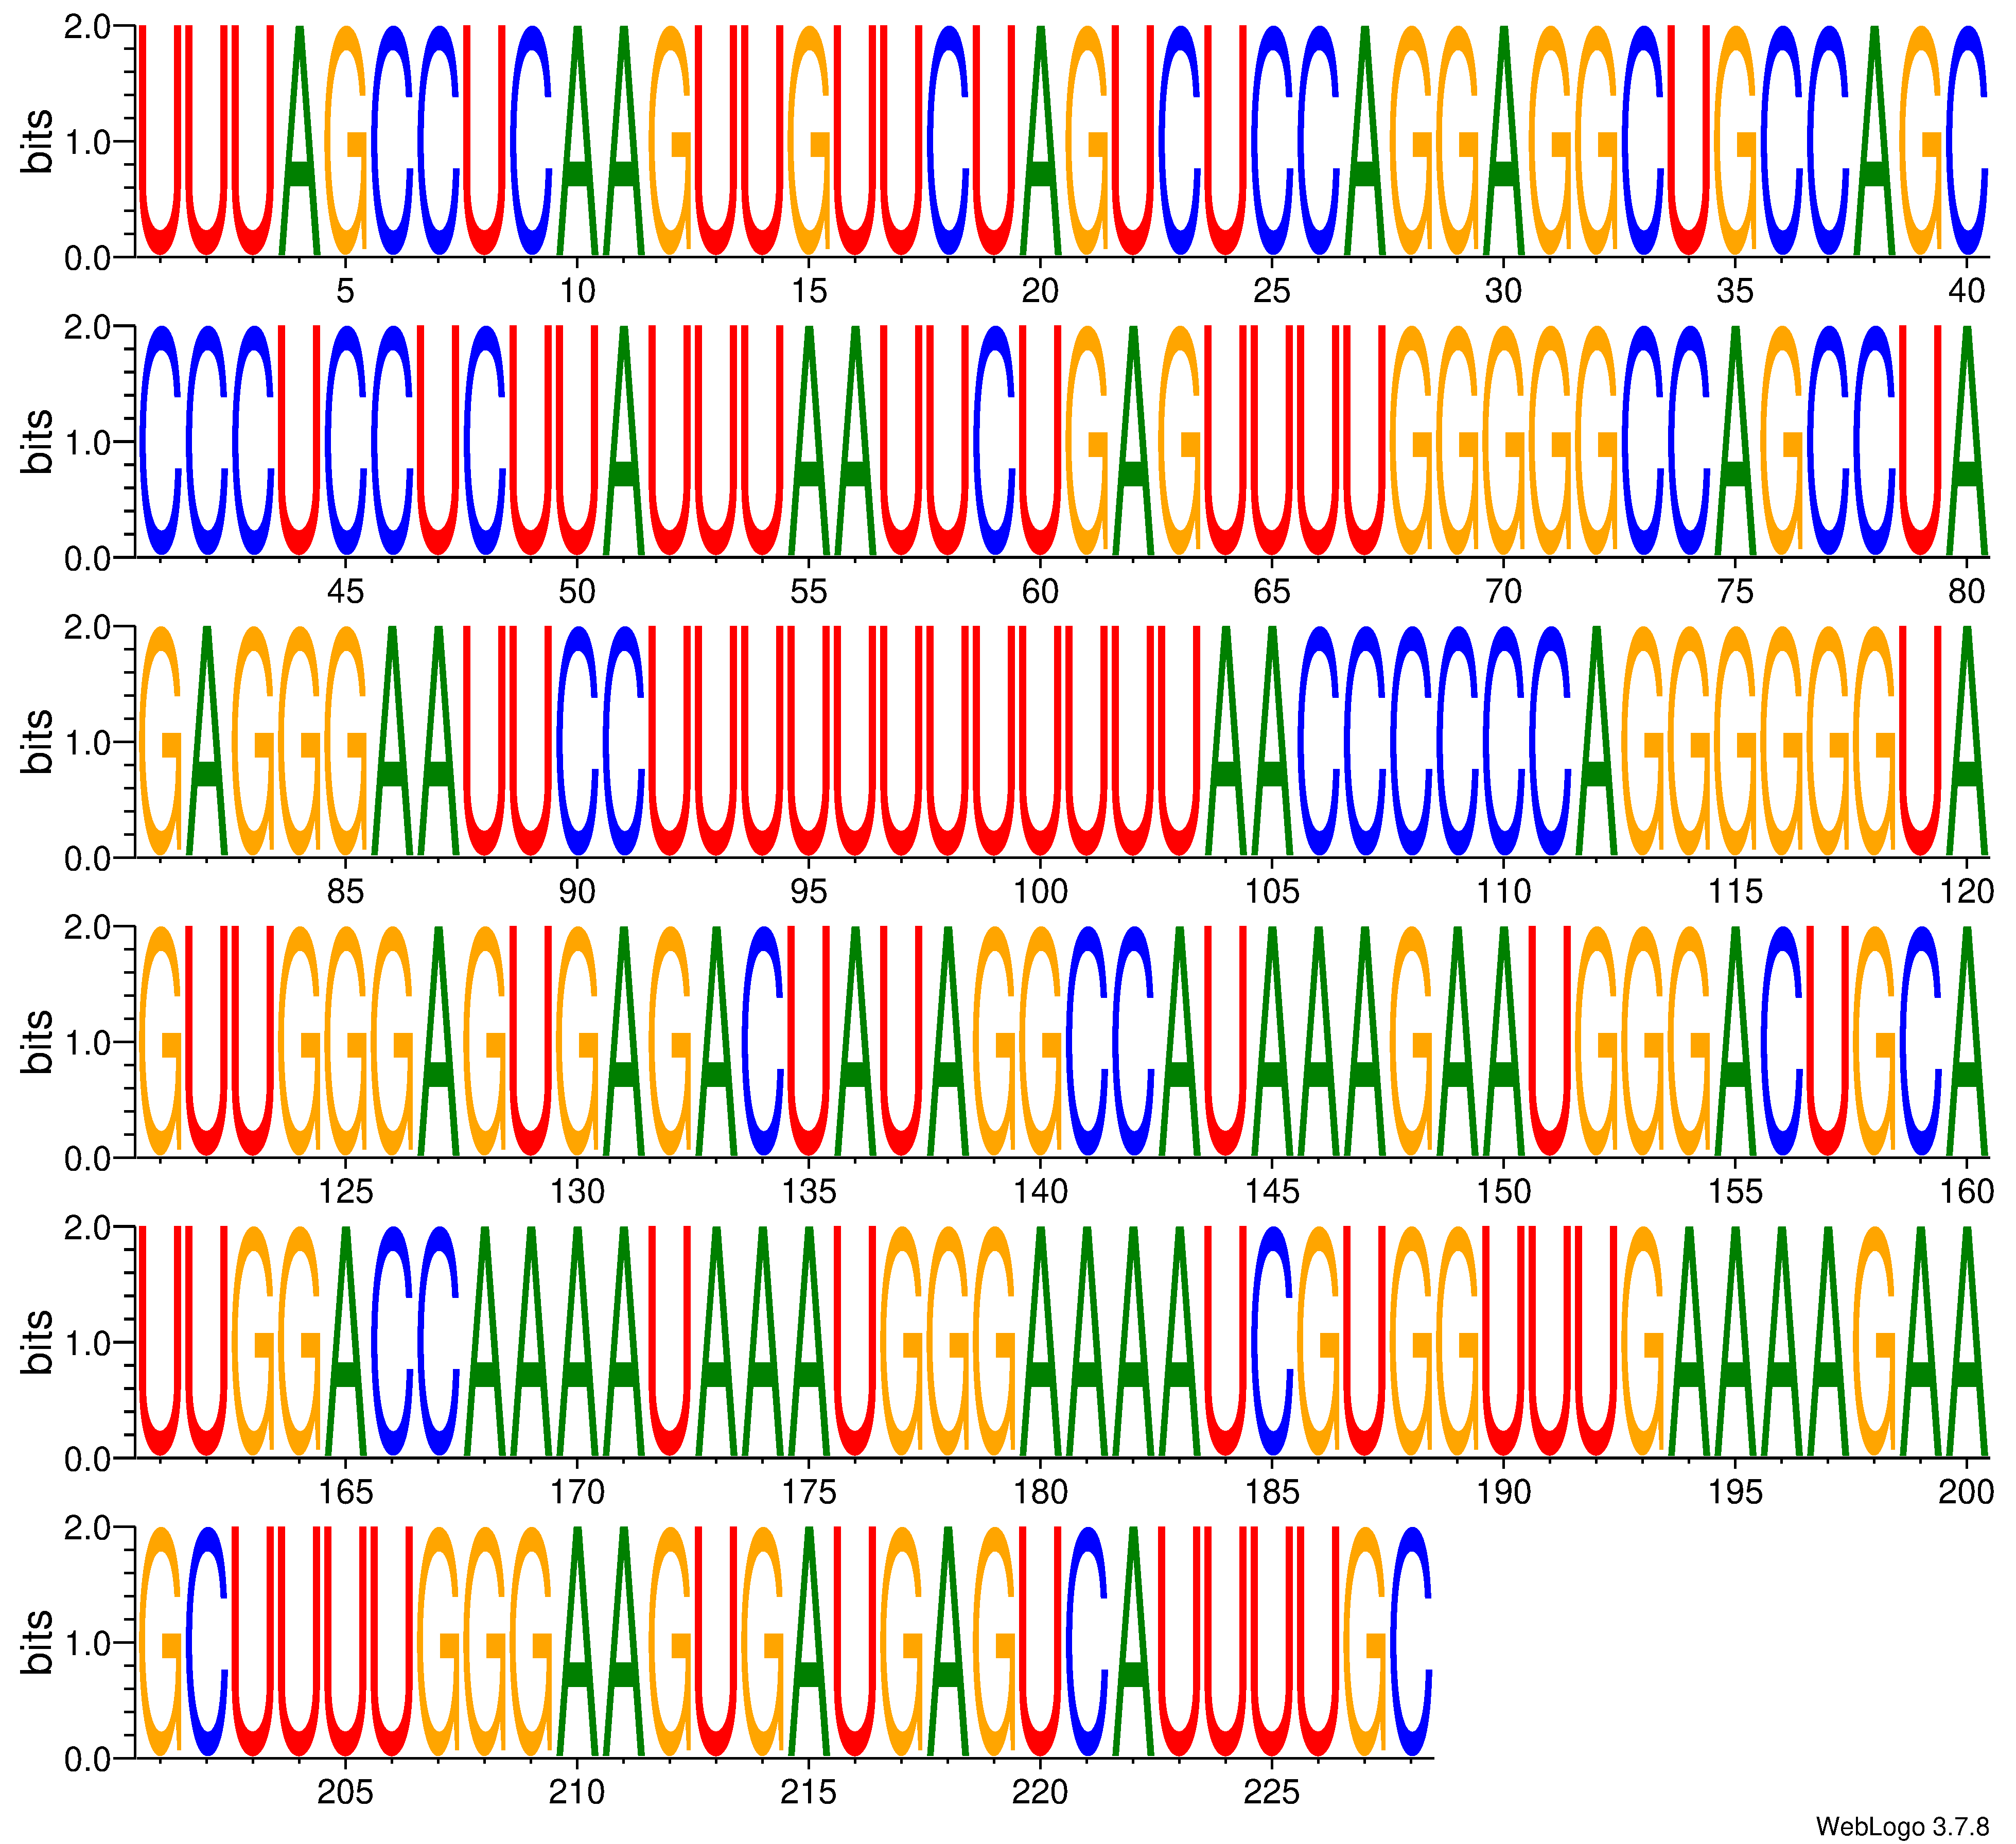 2.0
1.0
0.0
bits
UUUAGCCUCAAGUUGUUCUAGUCUCCAGGAGGCUGCCAGC
5 10 15 20 25 30 35 40
2.0
1.0
0.0
bits
CCCUCCUCUUAUUUAAUUCUGAGUUUUGGGGGCCAGCCUA
45 50 55 60 65 70 75 80
2.0
1.0
0.0
bits
GAGGGAAUUCCUUUUUUUUUUUUAACCCCCCAGGGGGGUA
85 90 95 100 105 110 115 120
2.0
1.0
0.0
bits
GUUGGGAGUGAGACUAUAGGCCAUAAAGAAUGGGACUGCA
125 130 135 140 145 150 155 160
2.0
1.0
0.0
bits
UUGGACCAAAAUAAAUGGGAAAAUCGUGGUUUGAAAAGAA
165 170 175 180 185 190 195 200
2.0
1.0
0.0
bits
GCUUUUGGGAAGUGAUGAGUCAUUUUGC
205 210 215 220 225
WebLogo 3.7.8